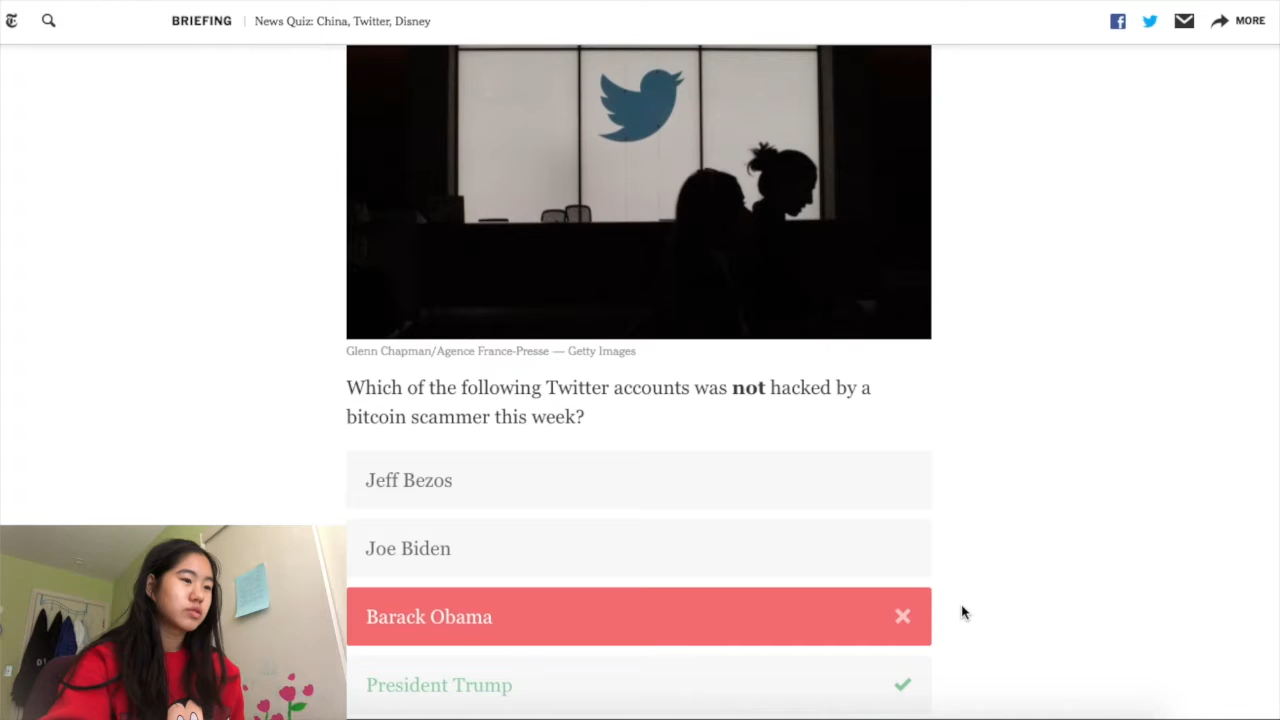 BRIEFING | News Quiz: China, Twitter, Disney MORE
Glenn Chapman/Agence France-Presse — Getty Images
Which of the following Twitter accounts was not hacked by a
bitcoin scammer this week?
Jeff Bezos
Joe Biden
Barack Obama
President Trump